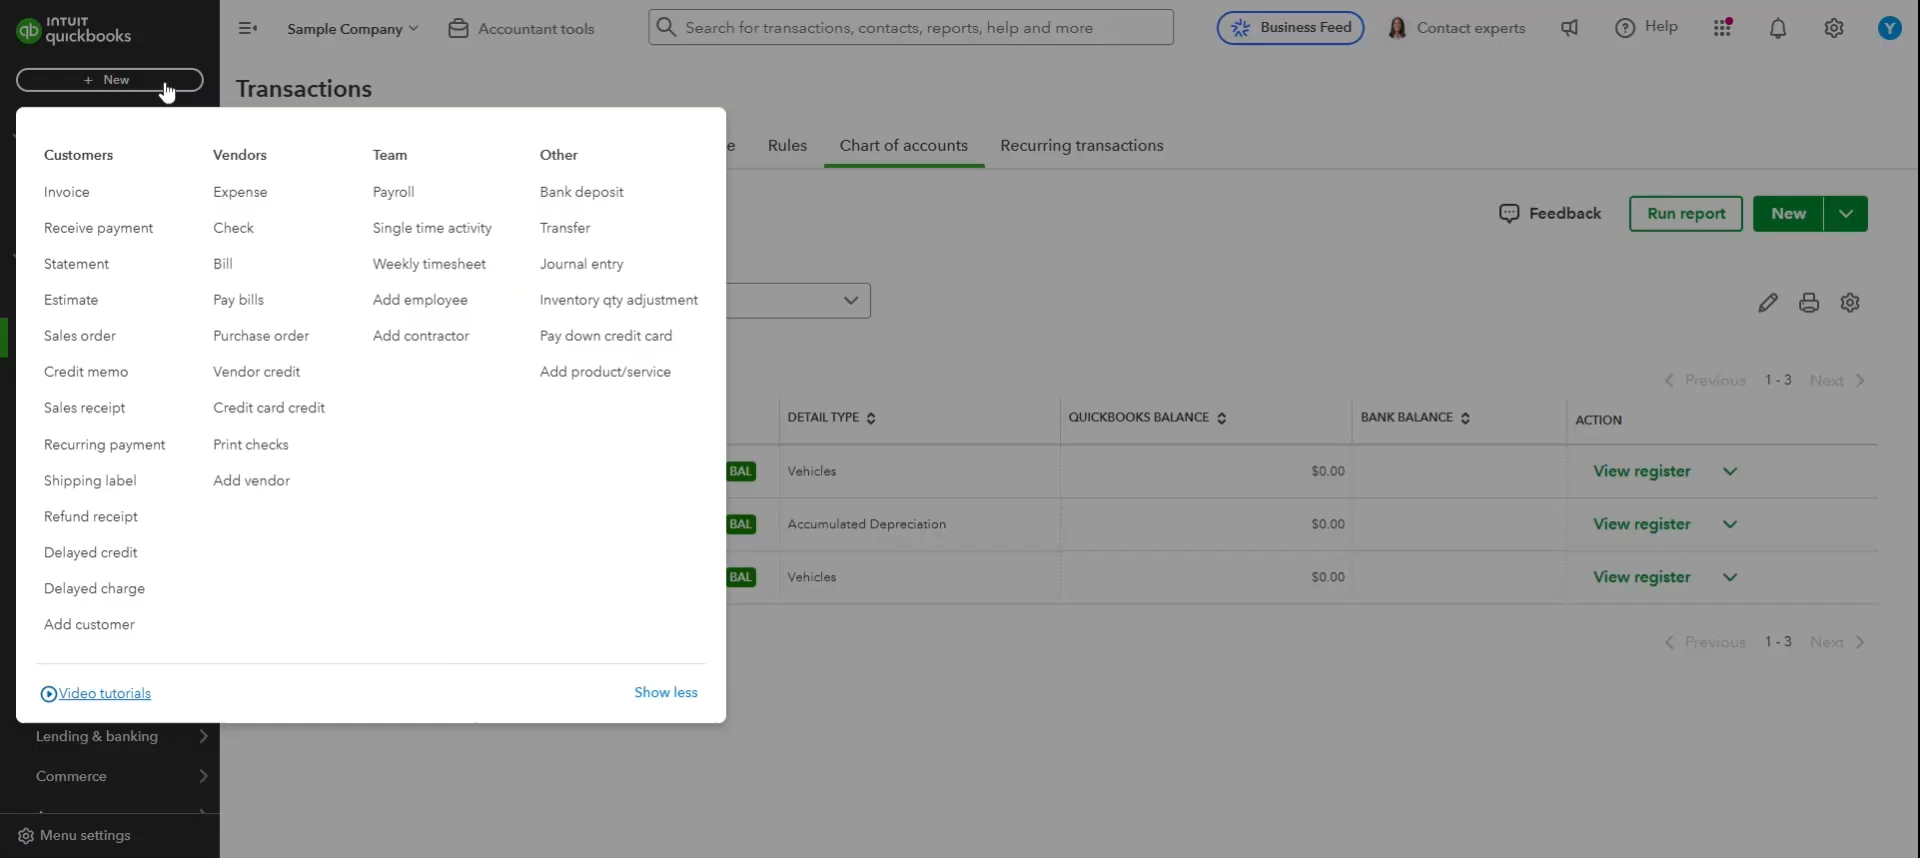 INTUIT
qb quickbooks
Sample Company
Accountant tools
Search for transactions, contacts, reports, help and more
Business Feed
Contact experts
Help
Y
+ New
Transactions
e
Rules
Chart of accounts
Recurring transactions
Feedback
Run report
New
Customers
Invoice
Receive payment
Statement
Estimate
Sales order
Credit memo
Sales receipt
Recurring payment
Shipping label
Refund receipt
Delayed credit
Delayed charge
Add customer
Vendors
Expense
Check
Bill
Pay bills
Purchase order
Vendor credit
Credit card credit
Print checks
Add vendor
Team
Payroll
Single time activity
Weekly timesheet
Add employee
Add contractor
Other
Bank deposit
Transfer
Journal entry
Inventory qty adjustment
Pay down credit card
Add product/service
Video tutorials
Show less
Previous 1 - 3 Next
DETAIL TYPE QUICKBOOKS BALANCE BANK BALANCE ACTION
BAL Vehicles $0.00 View register
BAL Accumulated Depreciation $0.00 View register
BAL Vehicles $0.00 View register
Previous 1 - 3 Next
Lending & banking
Commerce
Menu settings